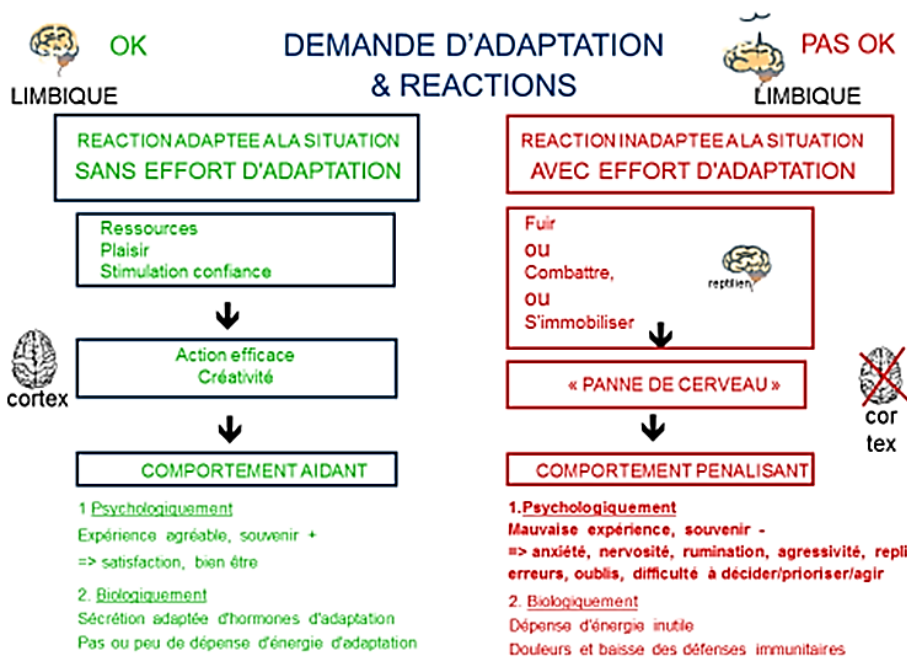 OK
DEMANDE D'ADAPTATION
& REACTIONS
PAS OK
LIMBIQUE
LIMBIQUE
REACTION ADAPTEE A LA SITUATION
SANS EFFORT D'ADAPTATION
Ressources
Plaisir
Stimulation confiance
Action efficace
Créativité
cortex
COMPORTEMENT AIDANT
1 Psychologiquement
Expérience agréable, souvenir +
=> satisfaction, bien être
2. Biologiquement
Sécrétion adaptée d'hormones d'adaptation
Pas ou peu de dépense d'énergie d'adaptation
REACTION INADAPTEE A LA SITUATION
AVEC EFFORT D'ADAPTATION
Fuir
ou
Combattre,
ou
S'immobiliser
reptilien
« PANNE DE CERVEAU »
cor
tex
COMPORTEMENT PENALISANT
1.Psychologiquement
Mauvaise expérience, souvenir -
=> anxiété, nervosité, rumination, agressivité, repli
erreurs, oublis, difficulté à décider/prioriser/agir
2. Biologiquement
Dépense d'énergie inutile
Douleurs et baisse des défenses immunitaires